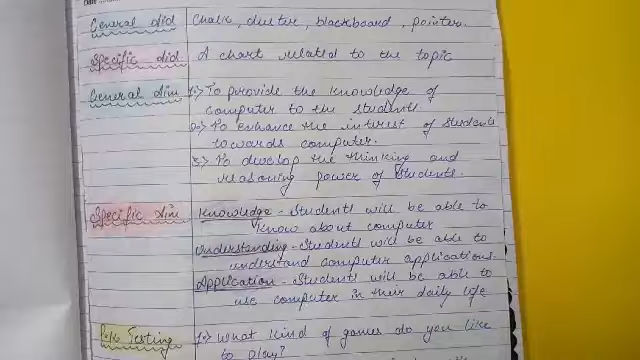 General Aid Chalk, duster, blackboard, pointer.
Specific Aid A chart related to the topic
General Aim 1.) To provide the knowledge of
computer to the students.
2.) To enhance the interest of students
towards computer.
3.) To develop the thinking and
reasoning power of students.
Specific Aim Knowledge - Students will be able to
know about computer
Understanding - Students will be able to
understand computer applications.
Application - Students will be able to
use computer in their daily life
Testing 1.) What kind of games do you like
to play?